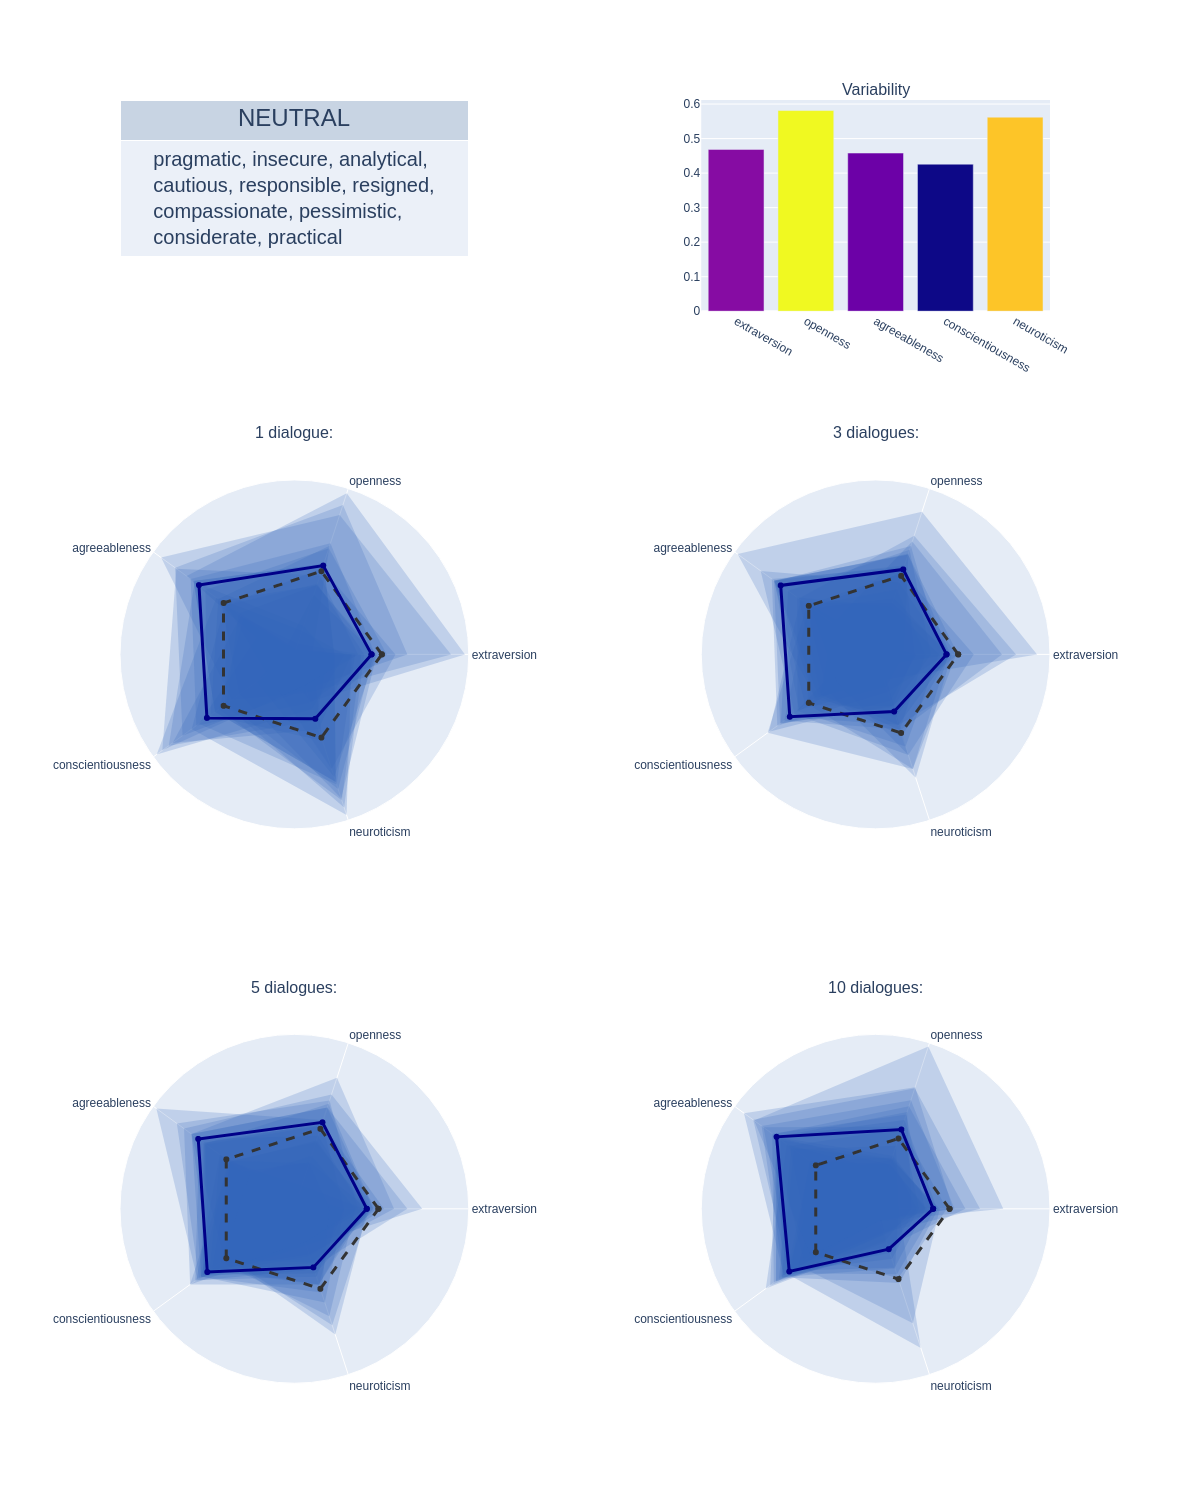 NEUTRAL
pragmatic, insecure, analytical,
cautious, responsible, resigned,
compassionate, pessimistic,
considerate, practical
Variability
0.6
0.5
0.4
0.3
0.2
0.1
0
extraversion
openness
agreeableness
conscientiousness
neuroticism
1 dialogue:
openness
agreeableness
extraversion
conscientiousness
neuroticism
3 dialogues:
openness
agreeableness
extraversion
conscientiousness
neuroticism
5 dialogues:
openness
agreeableness
extraversion
conscientiousness
neuroticism
10 dialogues:
openness
agreeableness
extraversion
conscientiousness
neuroticism